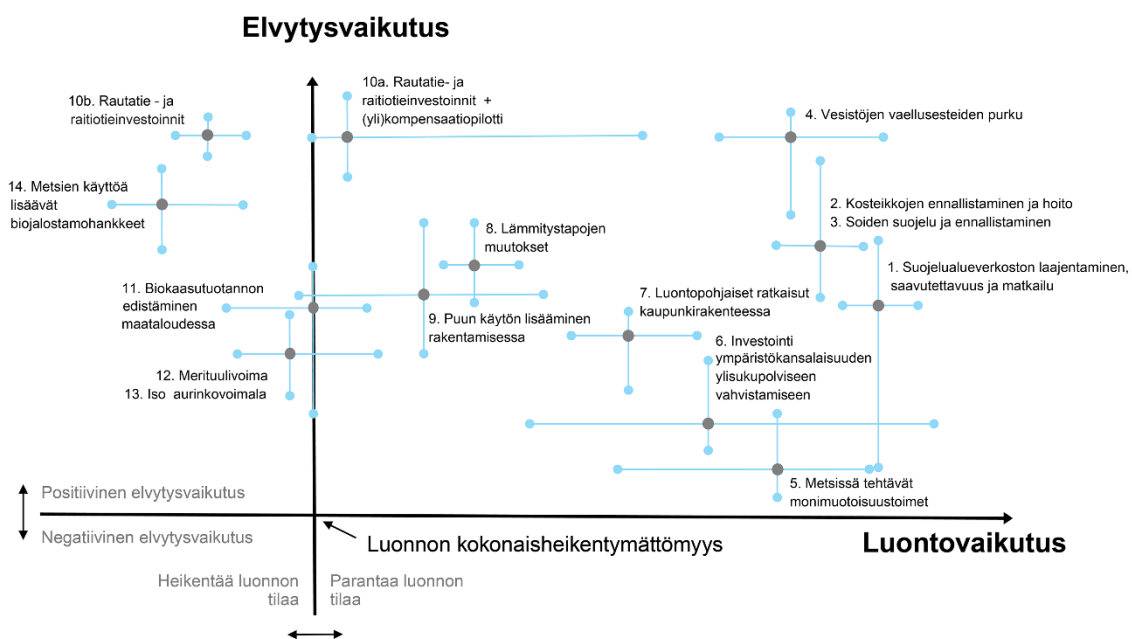 Elvytysvaikutus
10b. Rautatie - ja
raitiotieinvestoinnit
10a. Rautatie- ja
raitiotieinvestoinnit +
(yli)kompensaatiopilotti
4. Vesistöjen vaellusesteiden purku
14. Metsien käyttöä
lisäävät
biojalostamohankkeet
2. Kosteikkojen ennallistaminen ja hoito
3. Soiden suojelu ja ennallistaminen
8. Lämmitystapojen
muutokset
1. Suojelualueverkoston laajentaminen,
saavutettavuus ja matkailu
11. Biokaasutuotannon
edistäminen
maataloudessa
9. Puun käytön lisääminen
rakentamisessa
7. Luontopohjaiset ratkaisut
kaupunkirakenteessa
6. Investointi
ympäristökansalaisuuden
ylisukupolviseen
vahvistamiseen
12. Merituulivoima
13. Iso aurinkovoimala
5. Metsissä tehtävät
monimuotoisuustoimet
Positiivinen elvytysvaikutus
Negatiivinen elvytysvaikutus
Luonnon kokonaisheikentymättömyys
Luontovaikutus
Heikentää luonnon
tilaa
Parantaa luonnon
tilaa